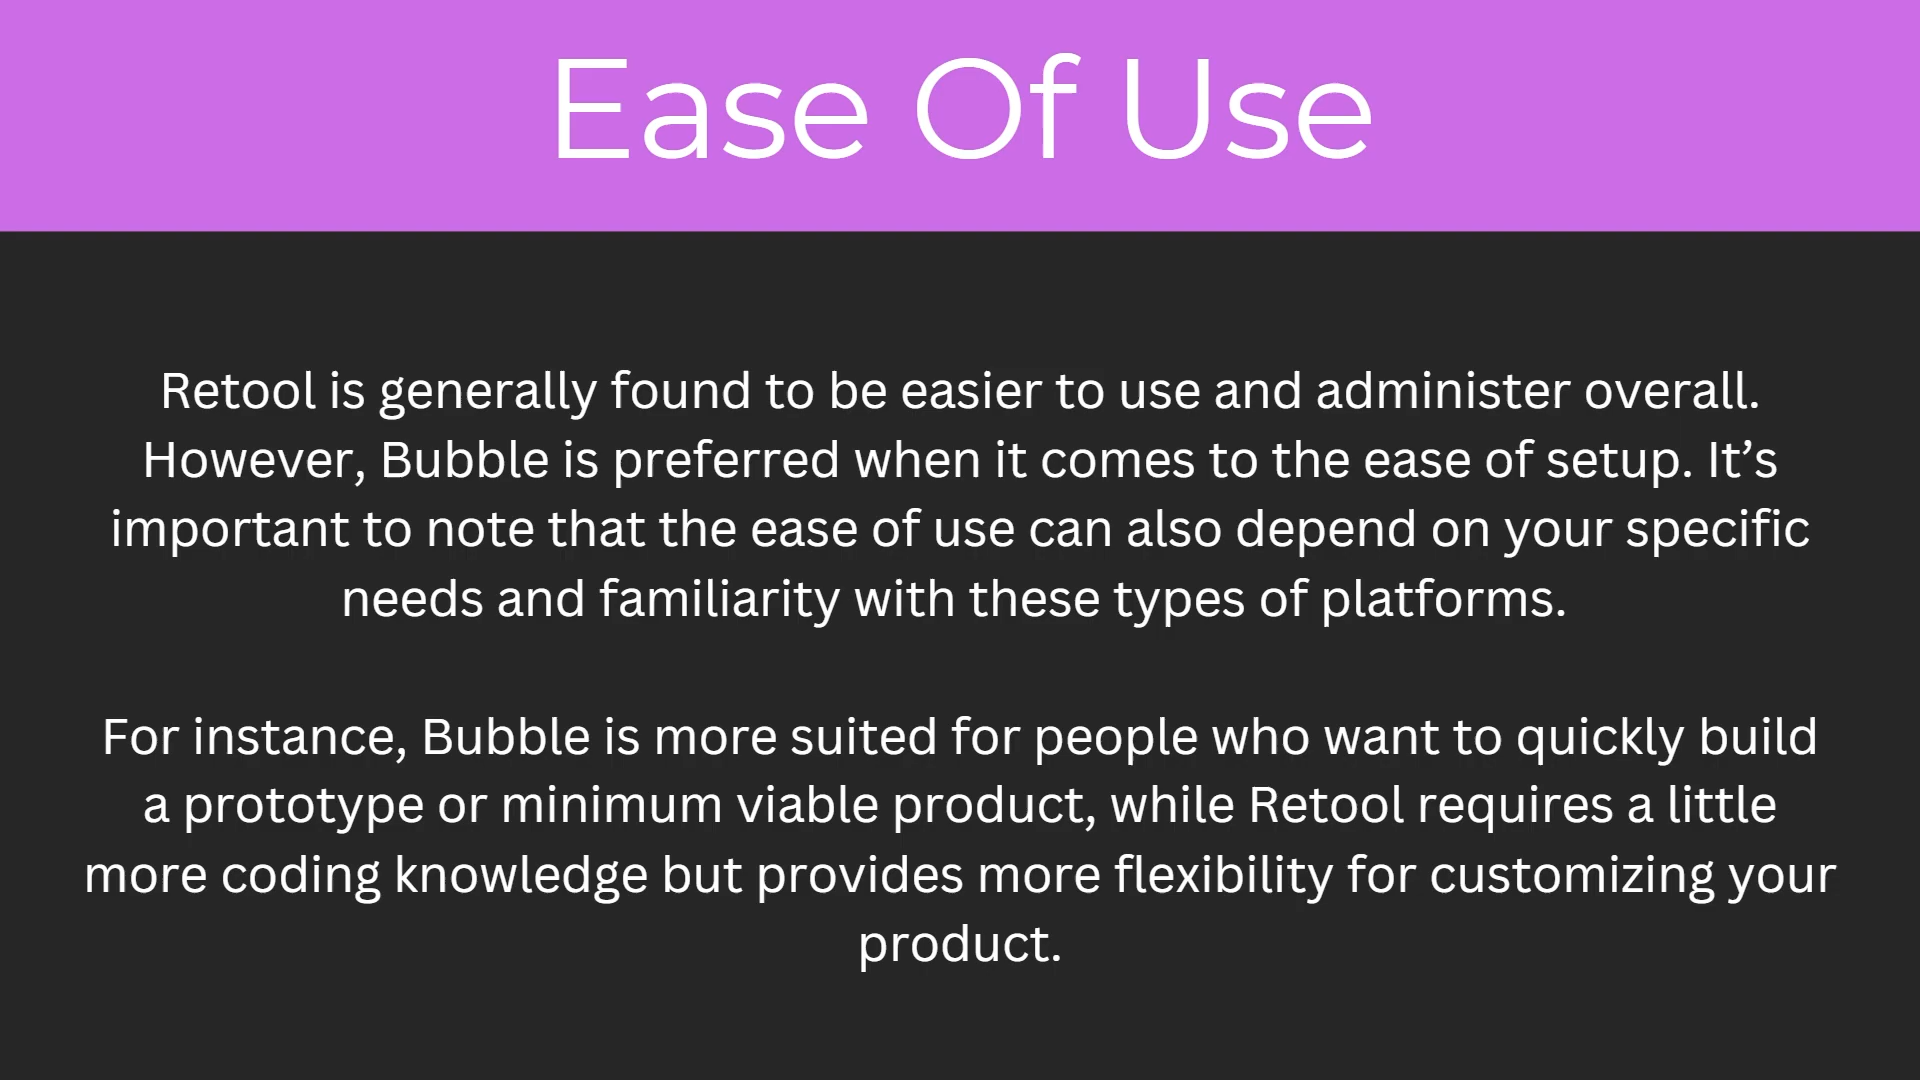 Ease Of Use
Retool is generally found to be easier to use and administer overall.
However, Bubble is preferred when it comes to the ease of setup. It’s
important to note that the ease of use can also depend on your specific
needs and familiarity with these types of platforms.
For instance, Bubble is more suited for people who want to quickly build
a prototype or minimum viable product, while Retool requires a little
more coding knowledge but provides more flexibility for customizing your
product.